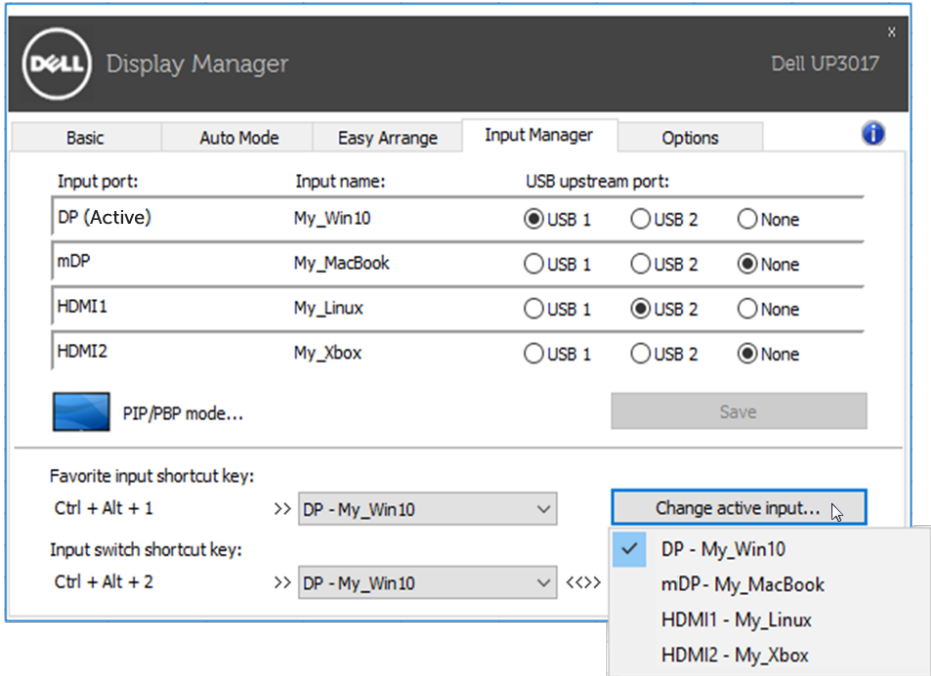 x
DELL Display Manager Dell UP3017
Basic Auto Mode Easy Arrange Input Manager Options i
Input port: Input name: USB upstream port:
DP (Active) My_Win10 USB 1 USB 2 None
mDP My_MacBook USB 1 USB 2 None
HDMI1 My_Linux USB 1 USB 2 None
HDMI2 My_Xbox USB 1 USB 2 None
PIP/PBP mode... Save
Favorite input shortcut key:
Ctrl + Alt + 1 >> DP - My_Win10 Change active input...
Input switch shortcut key:
Ctrl + Alt + 2 >> DP - My_Win10 <<>>
DP - My_Win10
mDP- My_MacBook
HDMI1 - My_Linux
HDMI2 - My_Xbox